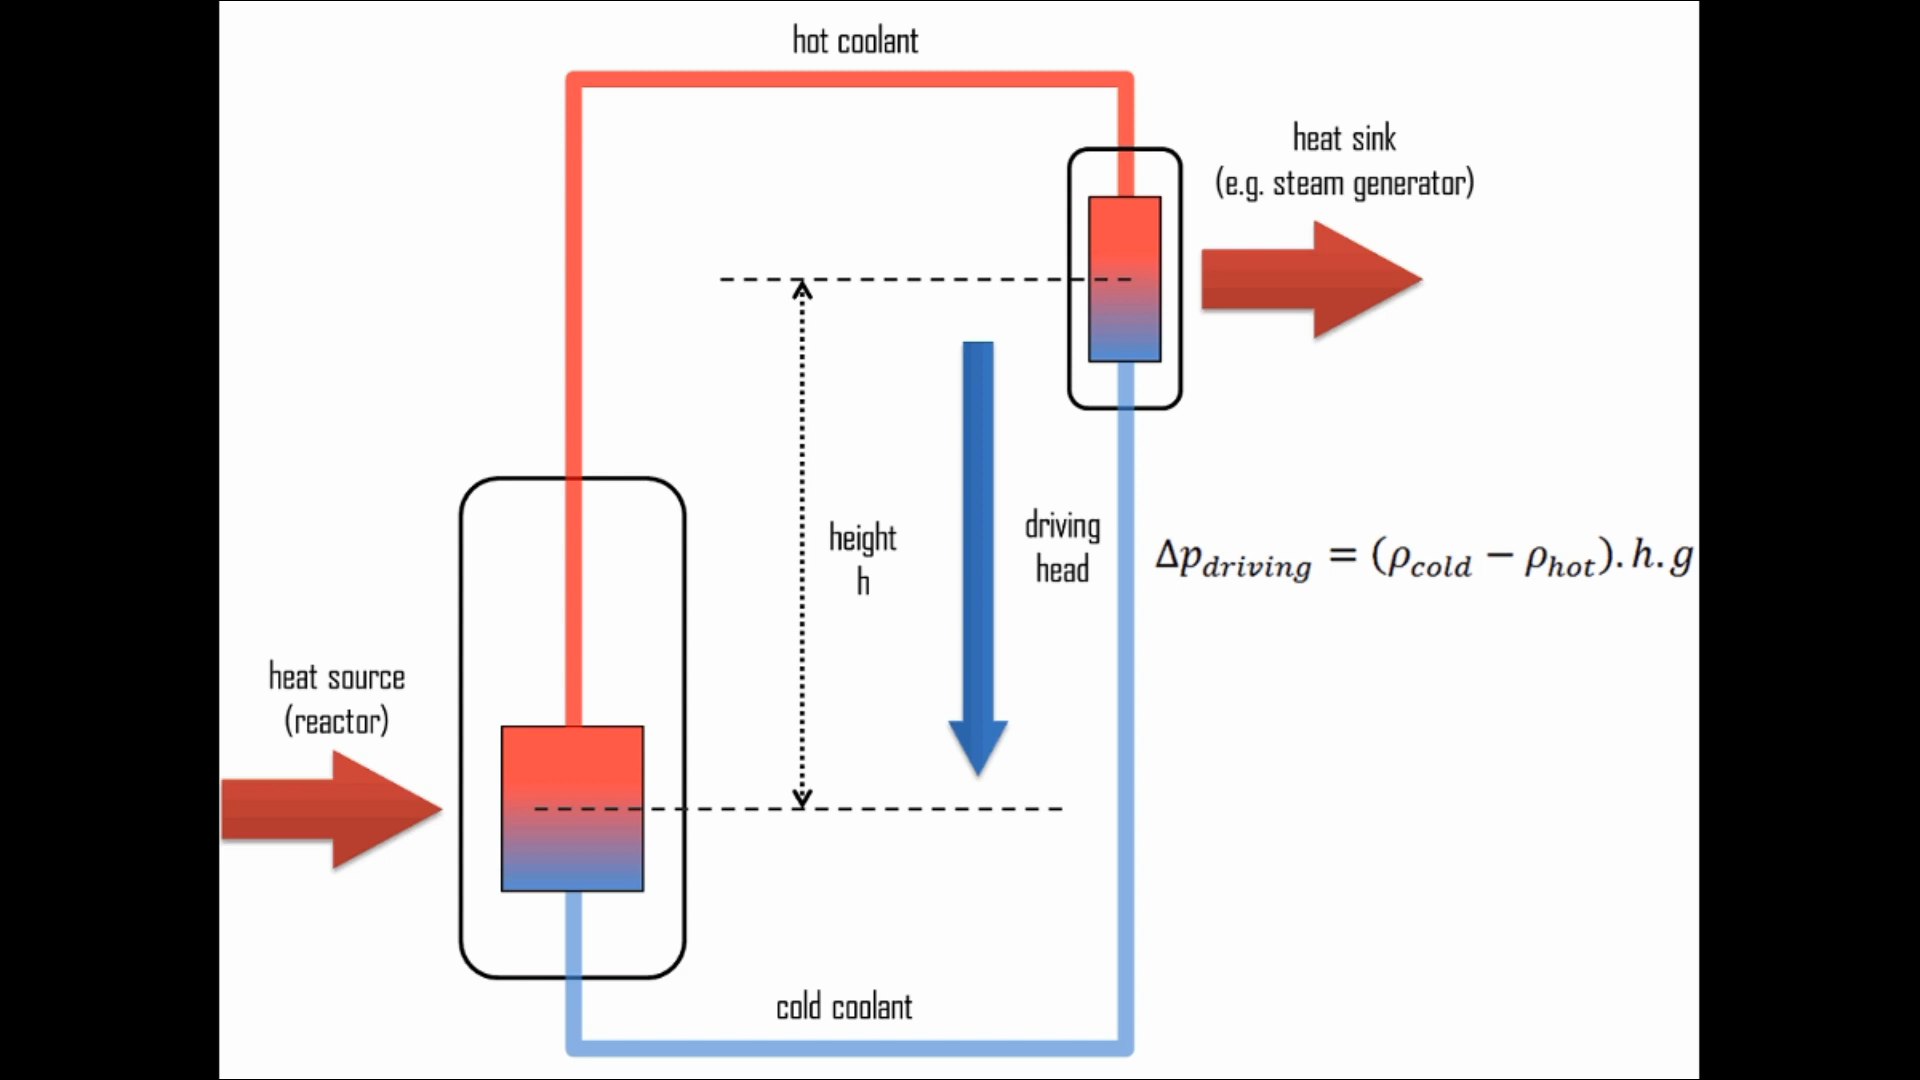 hot coolant
heat sink
(e.g. steam generator)
driving
head
height
h
Δp_driving = (ρ_cold − ρ_hot). h. g
heat source
(reactor)
cold coolant